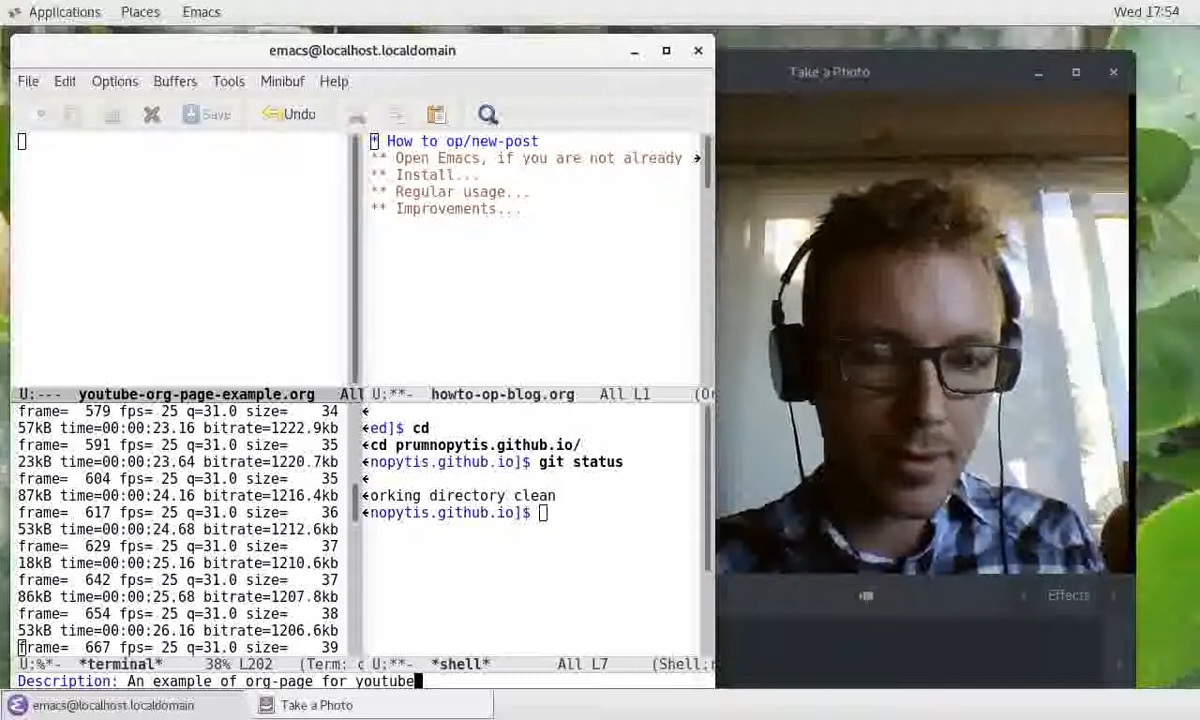 Applications Places Emacs Wed 17:54
emacs@localhost.localdomain
Take a Photo
File Edit Options Buffers Tools Minibuf Help
Save Undo
* How to op/new-post
** Open Emacs, if you are not already
** Install...
** Regular usage...
** Improvements...
U:--- youtube-org-page-example.org All
U:**- howto-op-blog.org All L1 (Or
frame= 579 fps= 25 q=31.0 size= 34
57kB time=00:00:23.16 bitrate=1222.9kb
frame= 591 fps= 25 q=31.0 size= 35
23kB time=00:00:23.64 bitrate=1220.7kb
frame= 604 fps= 25 q=31.0 size= 35
87kB time=00:00:24.16 bitrate=1216.4kb
frame= 617 fps= 25 q=31.0 size= 36
53kB time=00:00:24.68 bitrate=1212.6kb
frame= 629 fps= 25 q=31.0 size= 37
18kB time=00:00:25.16 bitrate=1210.6kb
frame= 642 fps= 25 q=31.0 size= 37
86kB time=00:00:25.68 bitrate=1207.8kb
frame= 654 fps= 25 q=31.0 size= 38
53kB time=00:00:26.16 bitrate=1206.6kb
frame= 667 fps= 25 q=31.0 size= 39
ed]$ cd
cd prumnopytis.github.io/
nopytis.github.io]$ git status
orking directory clean
nopytis.github.io]$
Effects
U:%*- *terminal* 38% L202 (Term: c
U:**- *shell* All L7 (Shell:r
Description: An example of org-page for youtube
emacs@localhost.localdomain
Take a Photo